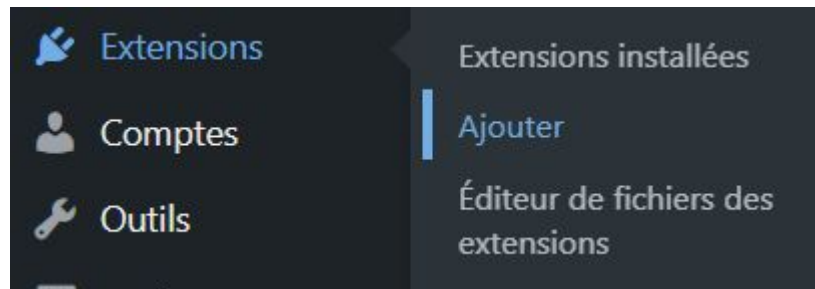 Extensions
Comptes
Outils
Extensions installées
Ajouter
Éditeur de fichiers des
extensions